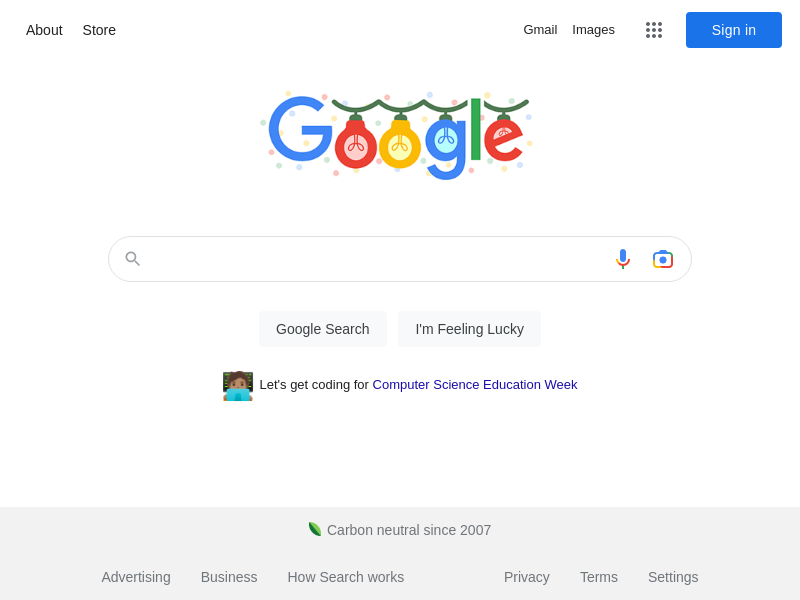 About Store Gmail Images Sign in
Google
Google Search I'm Feeling Lucky
Let's get coding for Computer Science Education Week
Carbon neutral since 2007
Advertising Business How Search works Privacy Terms Settings